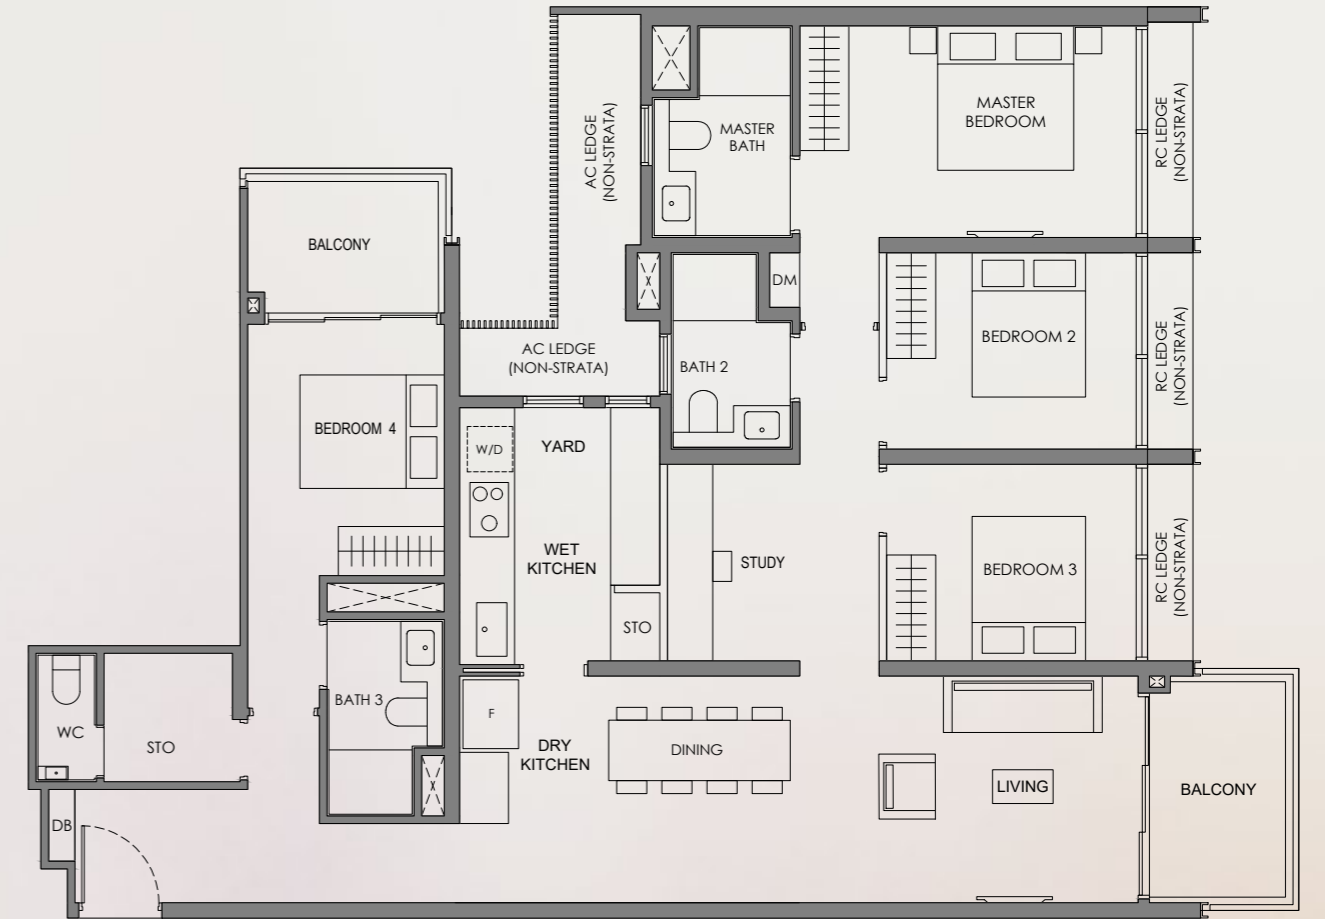 MASTER
BEDROOM
RC LEDGE
(NON-STRATA)
AC LEDGE
(NON-STRATA)
MASTER
BATH
BALCONY
DM
BEDROOM 2
RC LEDGE
(NON-STRATA)
AC LEDGE
(NON-STRATA)
BATH 2
BEDROOM 4
W/D
YARD
WET
KITCHEN
STUDY
BEDROOM 3
RC LEDGE
(NON-STRATA)
STO
BATH 3
WC
STO
F
DRY
KITCHEN
DINING
LIVING
BALCONY
DB